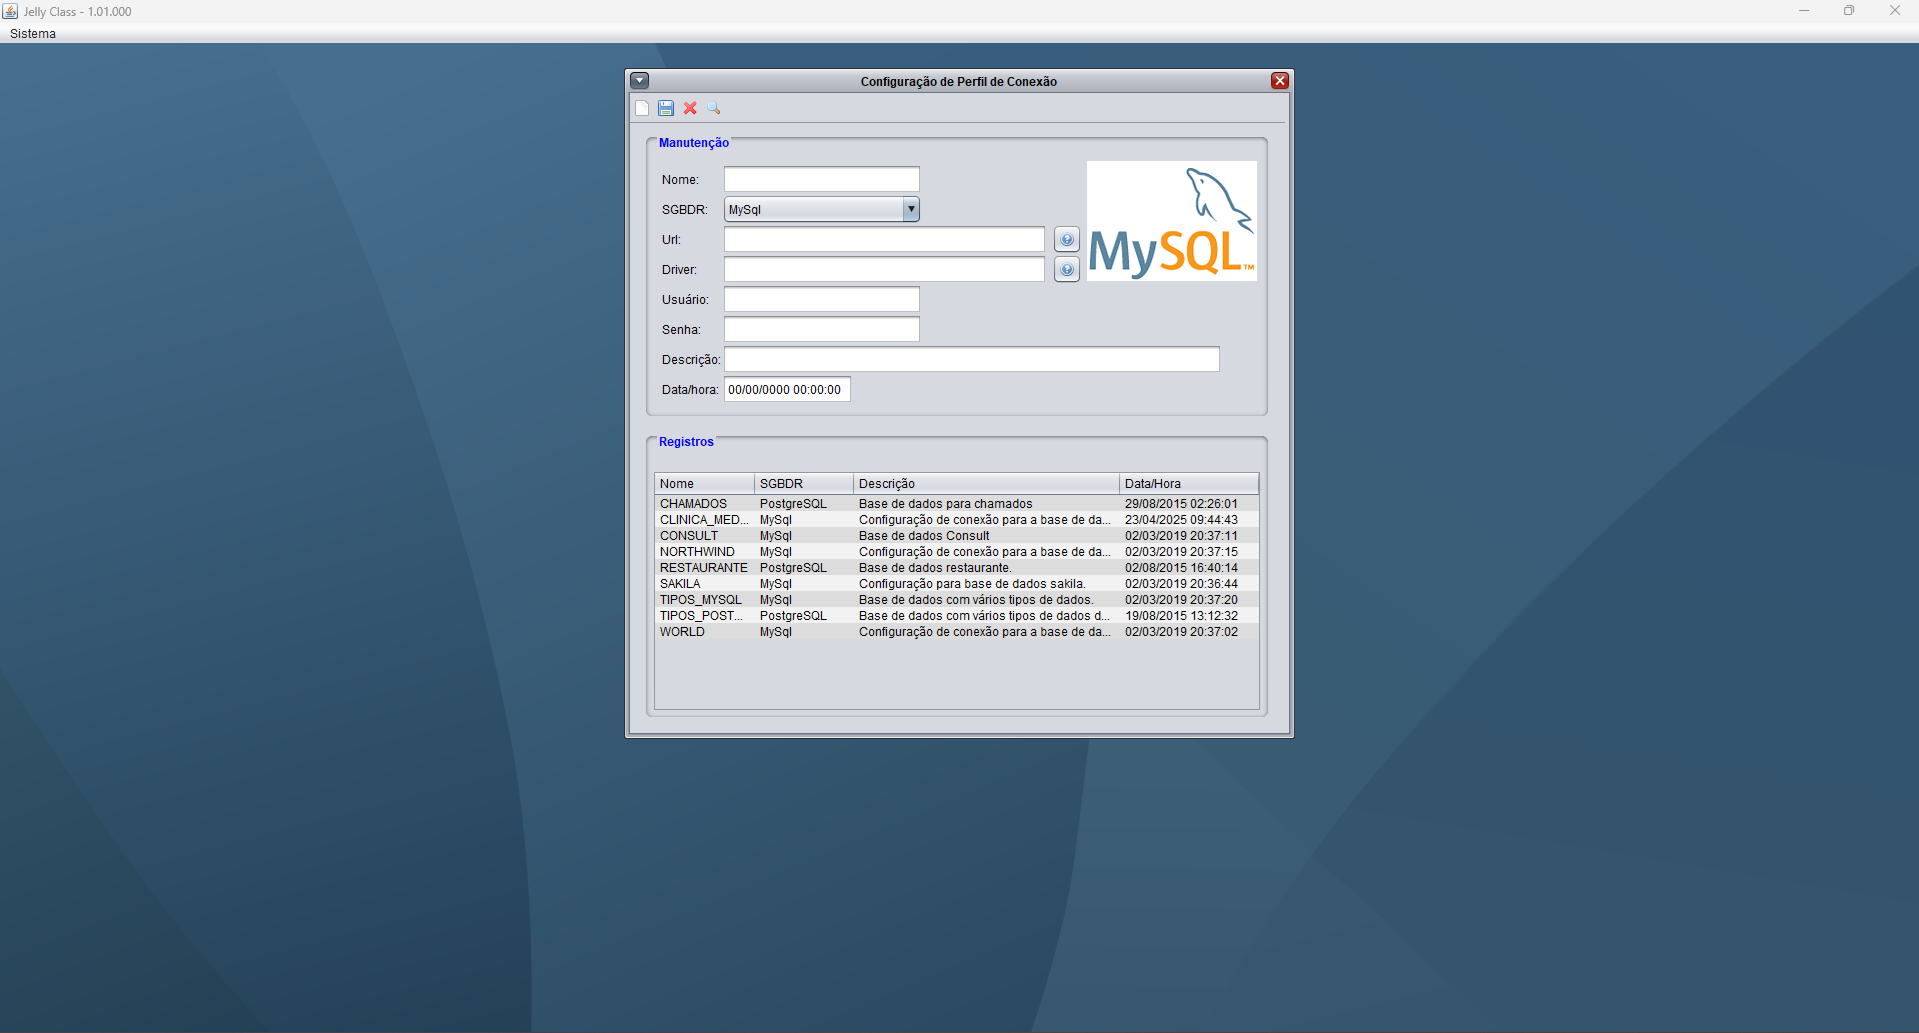 Jelly Class - 1.01.000
Sistema
Configuração de Perfil de Conexão
Manutenção
Nome:
SGBDR: MySql
Url:
Driver:
Usuário:
Senha:
Descrição:
Data/hora: 00/00/0000 00:00:00
MySQL™
Registros
Nome SGBDR Descrição Data/Hora
CHAMADOS PostgreSQL Base de dados para chamados 29/08/2015 02:26:01
CLINICA_MED... MySql Configuração de conexão para a base de da... 23/04/2025 09:44:43
CONSULT MySql Base de dados Consult 02/03/2019 20:37:11
NORTHWIND MySql Configuração de conexão para a base de da... 02/03/2019 20:37:15
RESTAURANTE PostgreSQL Base de dados restaurante. 02/08/2015 16:40:14
SAKILA MySql Configuração para base de dados sakila. 02/03/2019 20:36:44
TIPOS_MYSQL MySql Base de dados com vários tipos de dados. 02/03/2019 20:37:20
TIPOS_POST... PostgreSQL Base de dados com vários tipos de dados d... 19/08/2015 13:12:32
WORLD MySql Configuração de conexão para a base de da... 02/03/2019 20:37:02